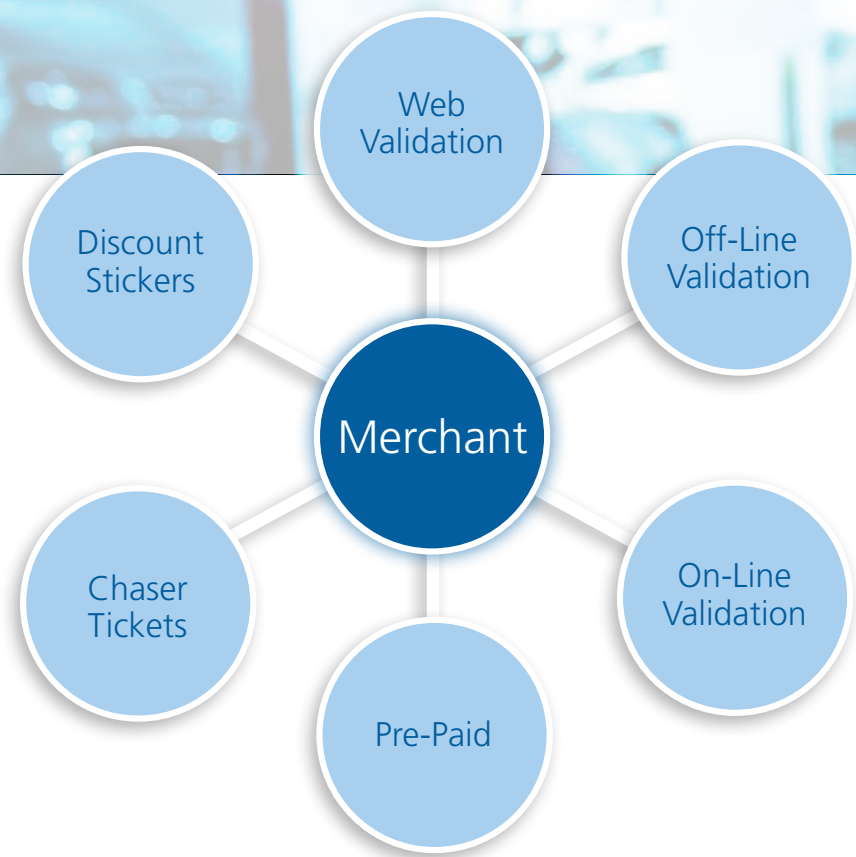 Web
Validation
Discount
Stickers
Off-Line
Validation
Merchant
Chaser
Tickets
On-Line
Validation
Pre-Paid